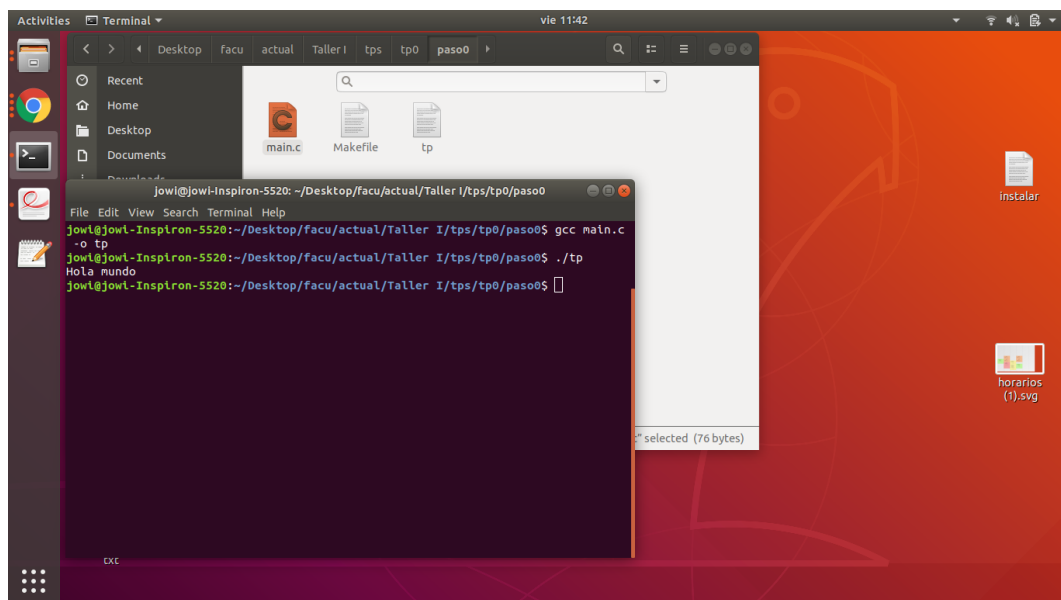 Activities Terminal vie 11:42
Desktop facu actual Taller I tps tp0 paso0
Recent
Home
Desktop
Documents
main.c Makefile tp
instalar
jowi@jowi-Inspiron-5520: ~/Desktop/facu/actual/Taller I/tps/tp0/paso0
File Edit View Search Terminal Help
jowi@jowi-Inspiron-5520:~/Desktop/facu/actual/Taller I/tps/tp0/paso0$ gcc main.c
-o tp
jowi@jowi-Inspiron-5520:~/Desktop/facu/actual/Taller I/tps/tp0/paso0$ ./tp
Hola mundo
jowi@jowi-Inspiron-5520:~/Desktop/facu/actual/Taller I/tps/tp0/paso0$
horarios
(1).svg
" selected (76 bytes)
txt